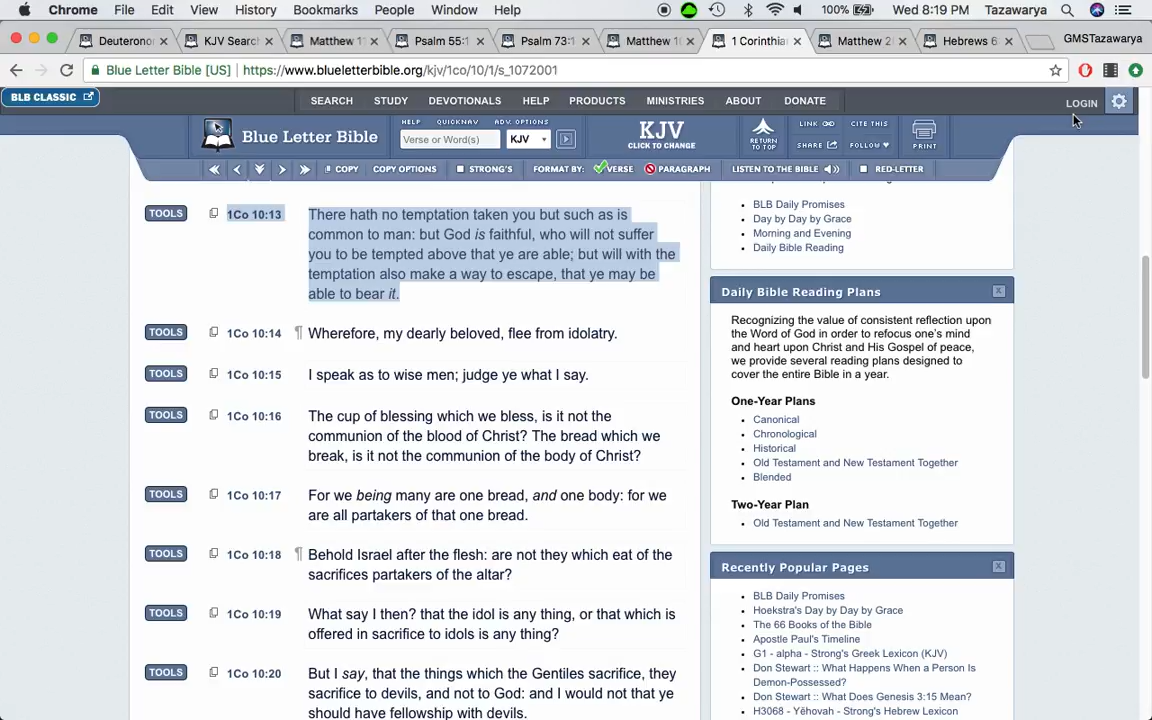 Chrome File Edit View History Bookmarks People Window Help 100% Wed 8:19 PM Tazawarya
Deuteronom KJV Searc Matthew 1 Psalm 55:1 Psalm 73:1 Matthew 1 1 Corinthia Matthew 2 Hebrews 6 GMSTazawarya
Blue Letter Bible [US] https://www.blueletterbible.org/kjv/1co/10/1/s_1072001
BLB CLASSIC
SEARCH STUDY DEVOTIONALS HELP PRODUCTS MINISTRIES ABOUT DONATE LOGIN
Blue Letter Bible
HELP QUICKNAV ADV. OPTIONS
Verse or Word(s) KJV
KJV
CLICK TO CHANGE
RETURN
TO TOP
LINK CITE THIS
SHARE FOLLOW
PRINT
COPY COPY OPTIONS STRONG'S FORMAT BY: VERSE PARAGRAPH LISTEN TO THE BIBLE RED-LETTER
TOOLS 1Co 10:13 There hath no temptation taken you but such as is
common to man: but God is faithful, who will not suffer
you to be tempted above that ye are able; but will with the
temptation also make a way to escape, that ye may be
able to bear it.
TOOLS 1Co 10:14 ¶ Wherefore, my dearly beloved, flee from idolatry.
TOOLS 1Co 10:15 I speak as to wise men; judge ye what I say.
TOOLS 1Co 10:16 The cup of blessing which we bless, is it not the
communion of the blood of Christ? The bread which we
break, is it not the communion of the body of Christ?
TOOLS 1Co 10:17 For we being many are one bread, and one body: for we
are all partakers of that one bread.
TOOLS 1Co 10:18 ¶ Behold Israel after the flesh: are not they which eat of the
sacrifices partakers of the altar?
TOOLS 1Co 10:19 What say I then? that the idol is any thing, or that which is
offered in sacrifice to idols is any thing?
TOOLS 1Co 10:20 But I say, that the things which the Gentiles sacrifice, they
sacrifice to devils, and not to God: and I would not that ye
should have fellowship with devils.
BLB Daily Promises
Day by Day by Grace
Morning and Evening
Daily Bible Reading
Daily Bible Reading Plans
Recognizing the value of consistent reflection upon
the Word of God in order to refocus one's mind
and heart upon Christ and His Gospel of peace,
we provide several reading plans designed to
cover the entire Bible in a year.
One-Year Plans
Canonical
Chronological
Historical
Old Testament and New Testament Together
Blended
Two-Year Plan
Old Testament and New Testament Together
Recently Popular Pages
BLB Daily Promises
Hoekstra's Day by Day by Grace
The 66 Books of the Bible
Apostle Paul's Timeline
G1 - alpha - Strong's Greek Lexicon (KJV)
Don Stewart :: What Happens When a Person Is
Demon-Possessed?
Don Stewart :: What Does Genesis 3:15 Mean?
H3068 - Yĕhovah - Strong's Hebrew Lexicon